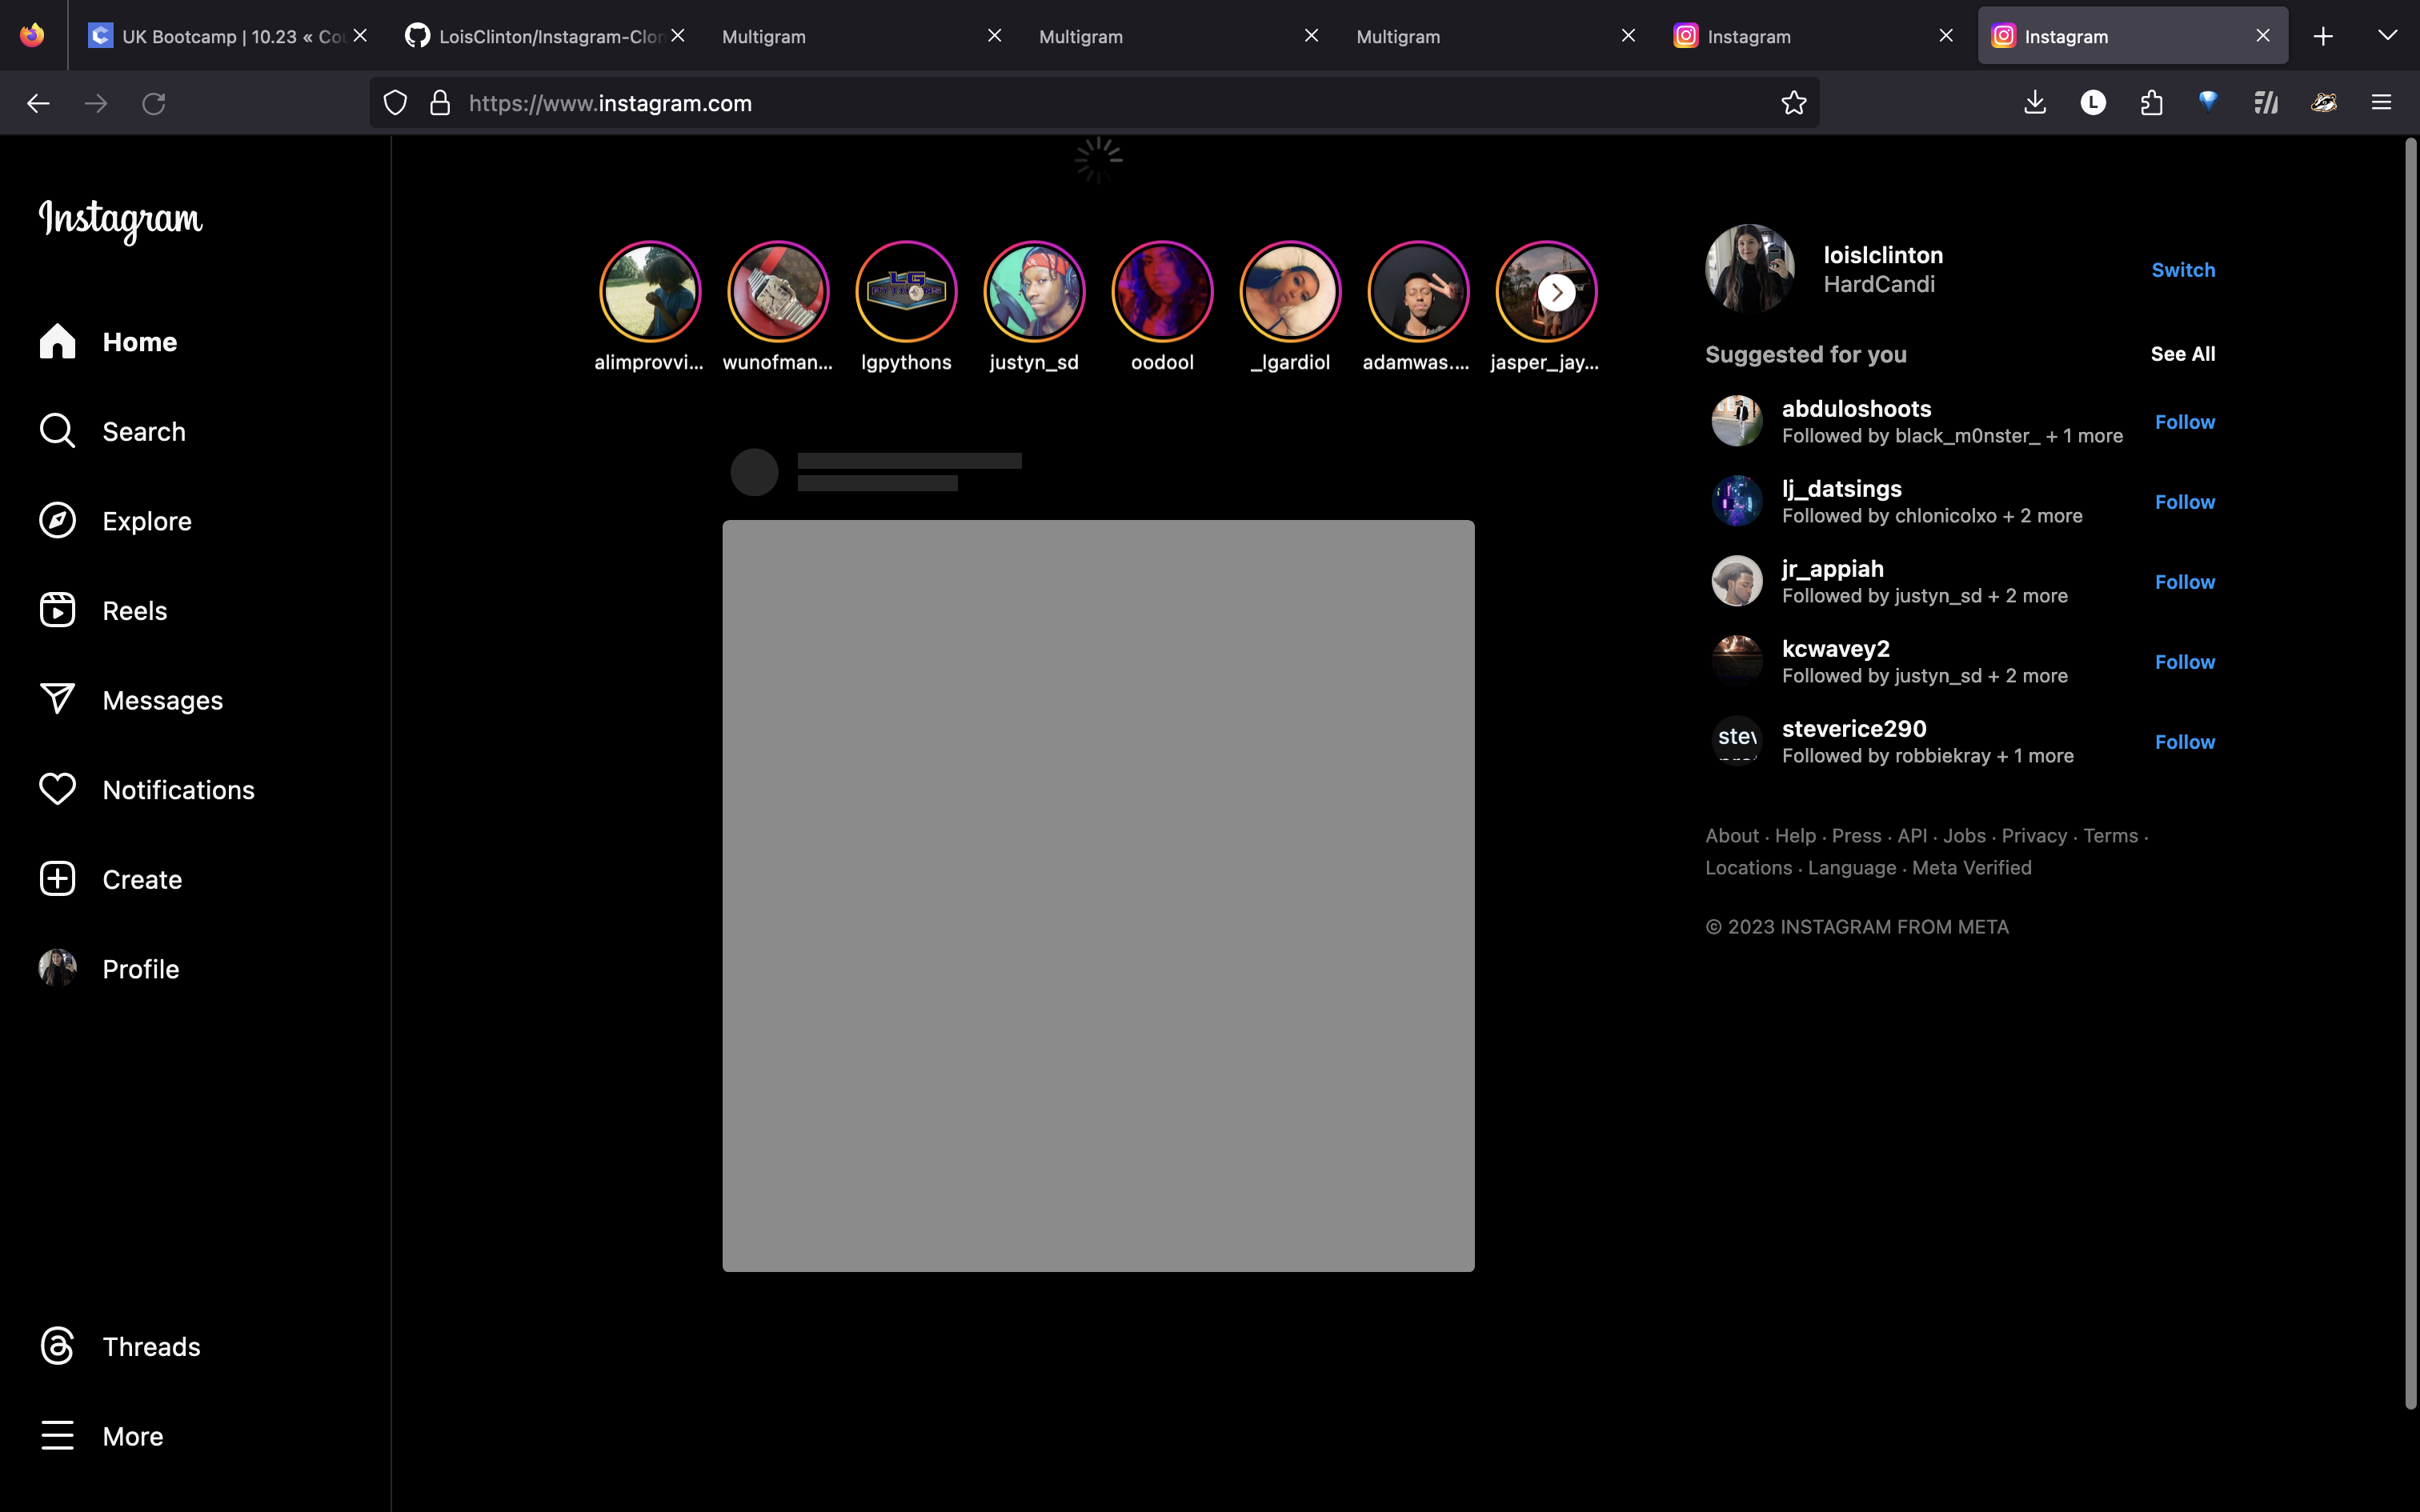 UK Bootcamp | 10.23 « Cou
LoisClinton/Instagram-Clon
Multigram
Multigram
Multigram
Instagram
Instagram
https://www.instagram.com
L
Instagram
Home
Search
Explore
Reels
Messages
Notifications
Create
Profile
Threads
More
alimprovvi...
wunofman...
lgpythons
justyn_sd
oodool
_lgardiol
adamwas....
jasper_jay...
LG
loislclinton
HardCandi
Switch
Suggested for you
See All
abduloshoots
Followed by black_m0nster_ + 1 more
Follow
lj_datsings
Followed by chlonicolxo + 2 more
Follow
jr_appiah
Followed by justyn_sd + 2 more
Follow
kcwavey2
Followed by justyn_sd + 2 more
Follow
stev
steverice290
Followed by robbiekray + 1 more
Follow
About · Help · Press · API · Jobs · Privacy · Terms ·
Locations · Language · Meta Verified
© 2023 INSTAGRAM FROM META